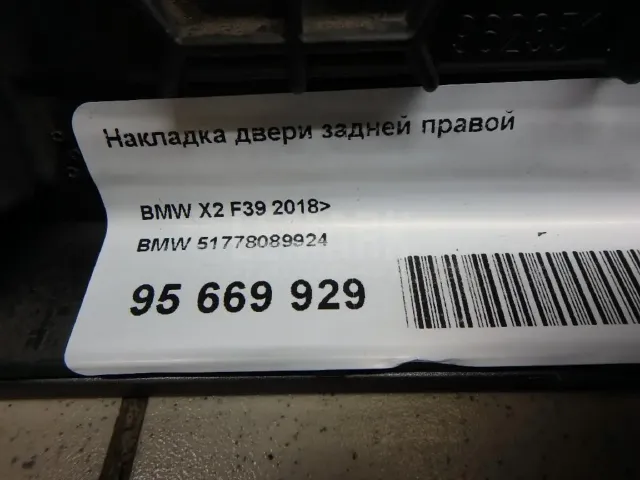 Накладка двери задней правой
BMW X2 F39 2018>
BMW 51778089924
95 669 929